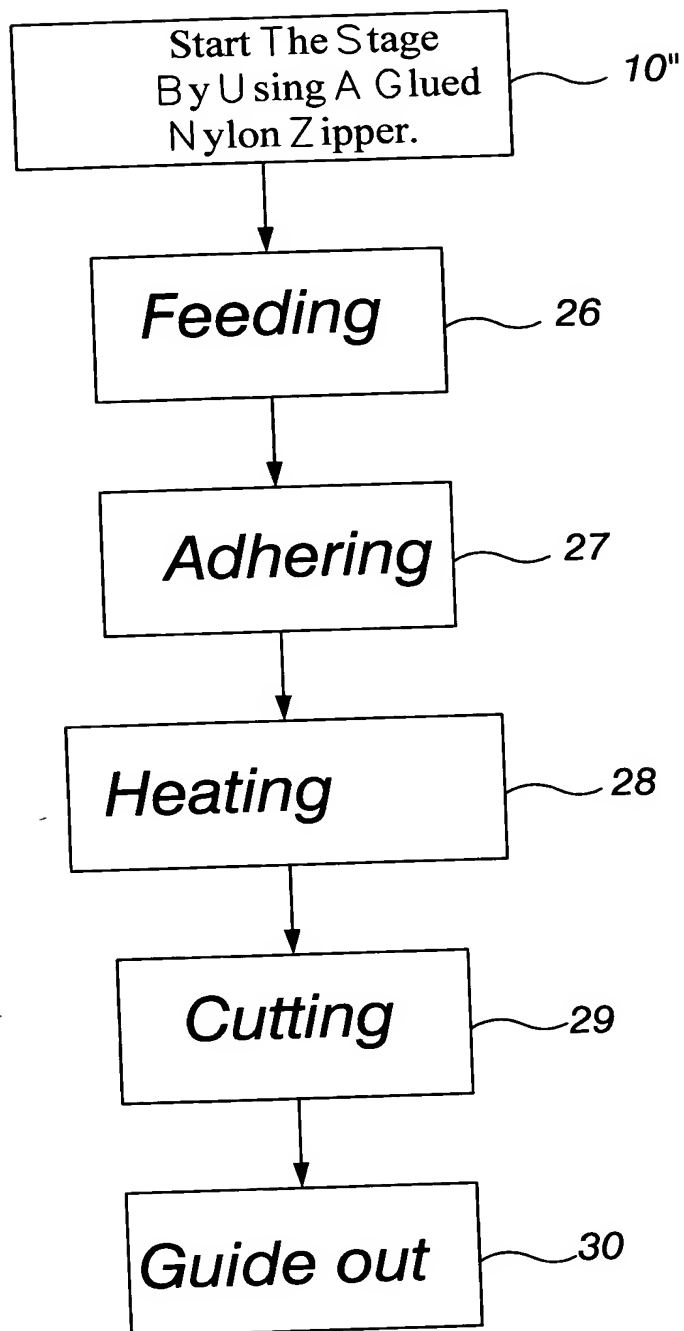 Start The Stage
By Using A Glued
Nylon Zipper.
10"
Feeding
26
Adhering
27
Heating
28
Cutting
29
Guide out
30